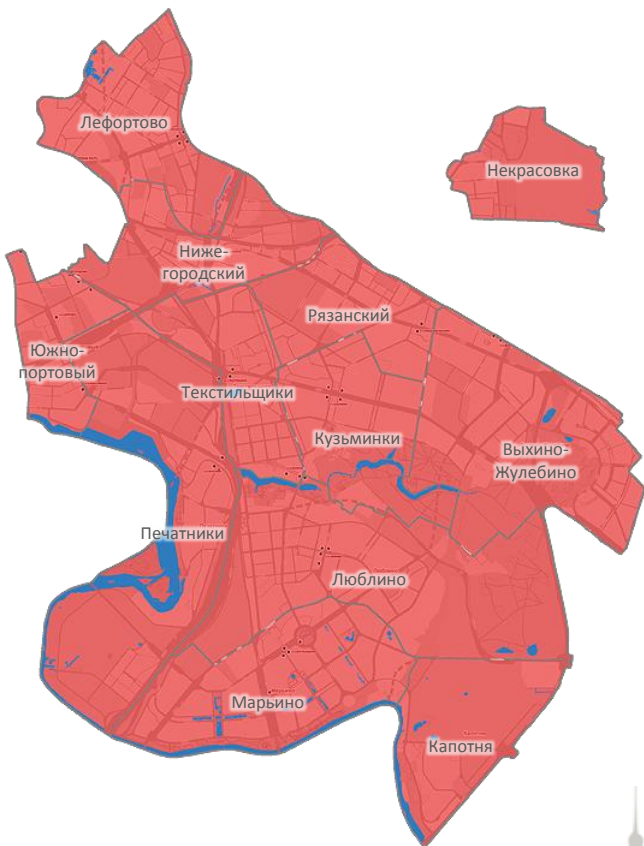 Лефортово
Некрасовка
Ниже-
городский
Рязанский
Южно-
портовый
Текстильщики
Кузьминки
Выхино-
Жулебино
Печатники
Люблино
Марьино
Капотня